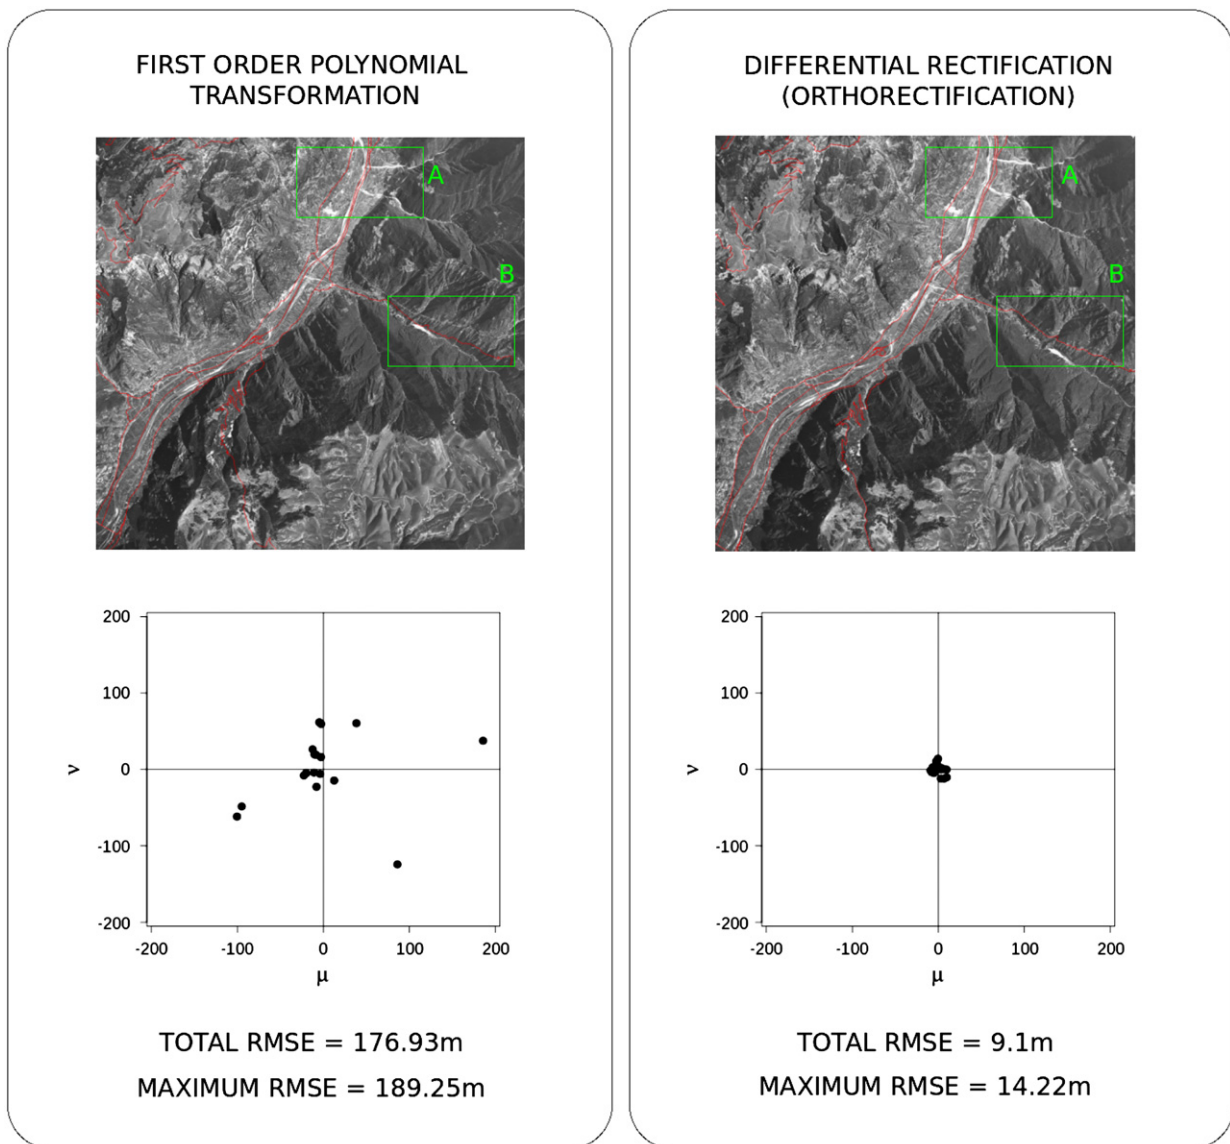 FIRST ORDER POLYNOMIAL
TRANSFORMATION
A
B
200
100
0
-100
-200
ν
-200
-100
0
100
200
μ
TOTAL RMSE = 176.93m
MAXIMUM RMSE = 189.25m
DIFFERENTIAL RECTIFICATION
(ORTHORECTIFICATION)
A
B
200
100
0
-100
-200
ν
-200
-100
0
100
200
μ
TOTAL RMSE = 9.1m
MAXIMUM RMSE = 14.22m